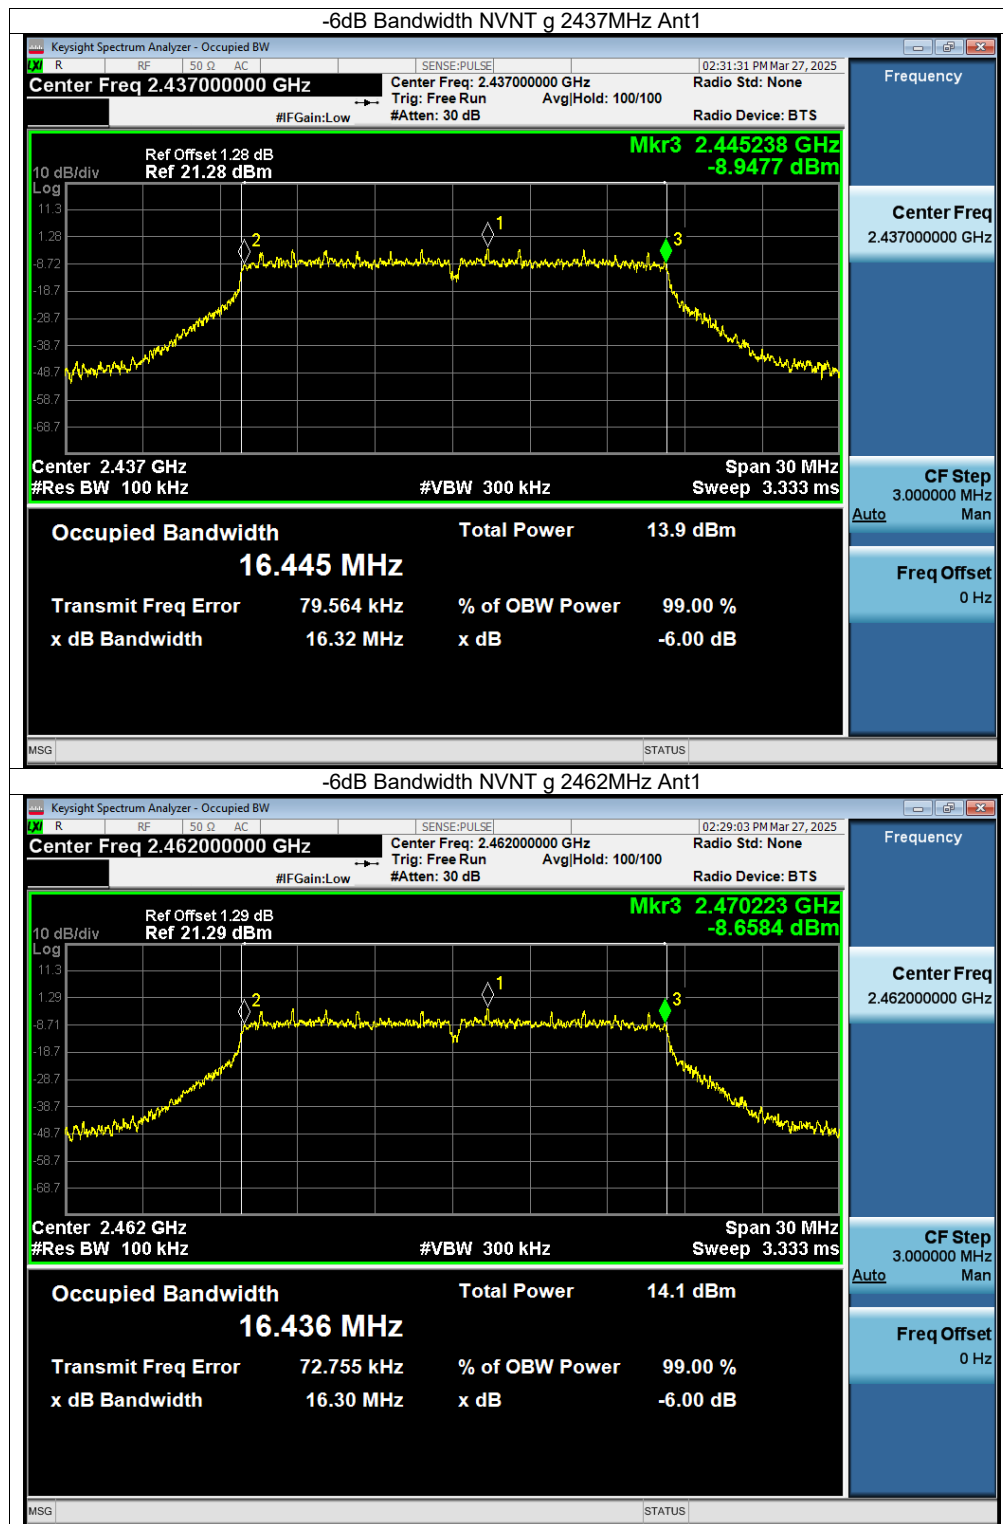 -6dB Bandwidth NVNT g 2437MHz Ant1
Keysight Spectrum Analyzer - Occupied BW
LXI R RF 50 Ω AC SENSE:PULSE 02:31:31 PM Mar 27, 2025
Center Freq 2.437000000 GHz
Center Freq: 2.437000000 GHz Radio Std: None
Trig: Free Run Avg|Hold: 100/100
#IFGain:Low #Atten: 30 dB Radio Device: BTS
Frequency
Mkr3 2.445238 GHz
-8.9477 dBm
Ref Offset 1.28 dB
10 dB/div Ref 21.28 dBm
Log
11.3
1.28
-8.72
-18.7
-28.7
-38.7
-48.7
-58.7
-68.7
1
2
3
Center 2.437 GHz Span 30 MHz
#Res BW 100 kHz #VBW 300 kHz Sweep 3.333 ms
Center Freq
2.437000000 GHz
CF Step
3.000000 MHz
Auto Man
Freq Offset
0 Hz
Occupied Bandwidth Total Power 13.9 dBm
16.445 MHz
Transmit Freq Error 79.564 kHz % of OBW Power 99.00 %
x dB Bandwidth 16.32 MHz x dB -6.00 dB
MSG STATUS
-6dB Bandwidth NVNT g 2462MHz Ant1
Keysight Spectrum Analyzer - Occupied BW
LXI R RF 50 Ω AC SENSE:PULSE 02:29:03 PM Mar 27, 2025
Center Freq 2.462000000 GHz
Center Freq: 2.462000000 GHz Radio Std: None
Trig: Free Run Avg|Hold: 100/100
#IFGain:Low #Atten: 30 dB Radio Device: BTS
Frequency
Mkr3 2.470223 GHz
-8.6584 dBm
Ref Offset 1.29 dB
10 dB/div Ref 21.29 dBm
Log
11.3
1.29
-8.71
-18.7
-28.7
-38.7
-48.7
-58.7
-68.7
1
2
3
Center 2.462 GHz Span 30 MHz
#Res BW 100 kHz #VBW 300 kHz Sweep 3.333 ms
Center Freq
2.462000000 GHz
CF Step
3.000000 MHz
Auto Man
Freq Offset
0 Hz
Occupied Bandwidth Total Power 14.1 dBm
16.436 MHz
Transmit Freq Error 72.755 kHz % of OBW Power 99.00 %
x dB Bandwidth 16.30 MHz x dB -6.00 dB
MSG STATUS